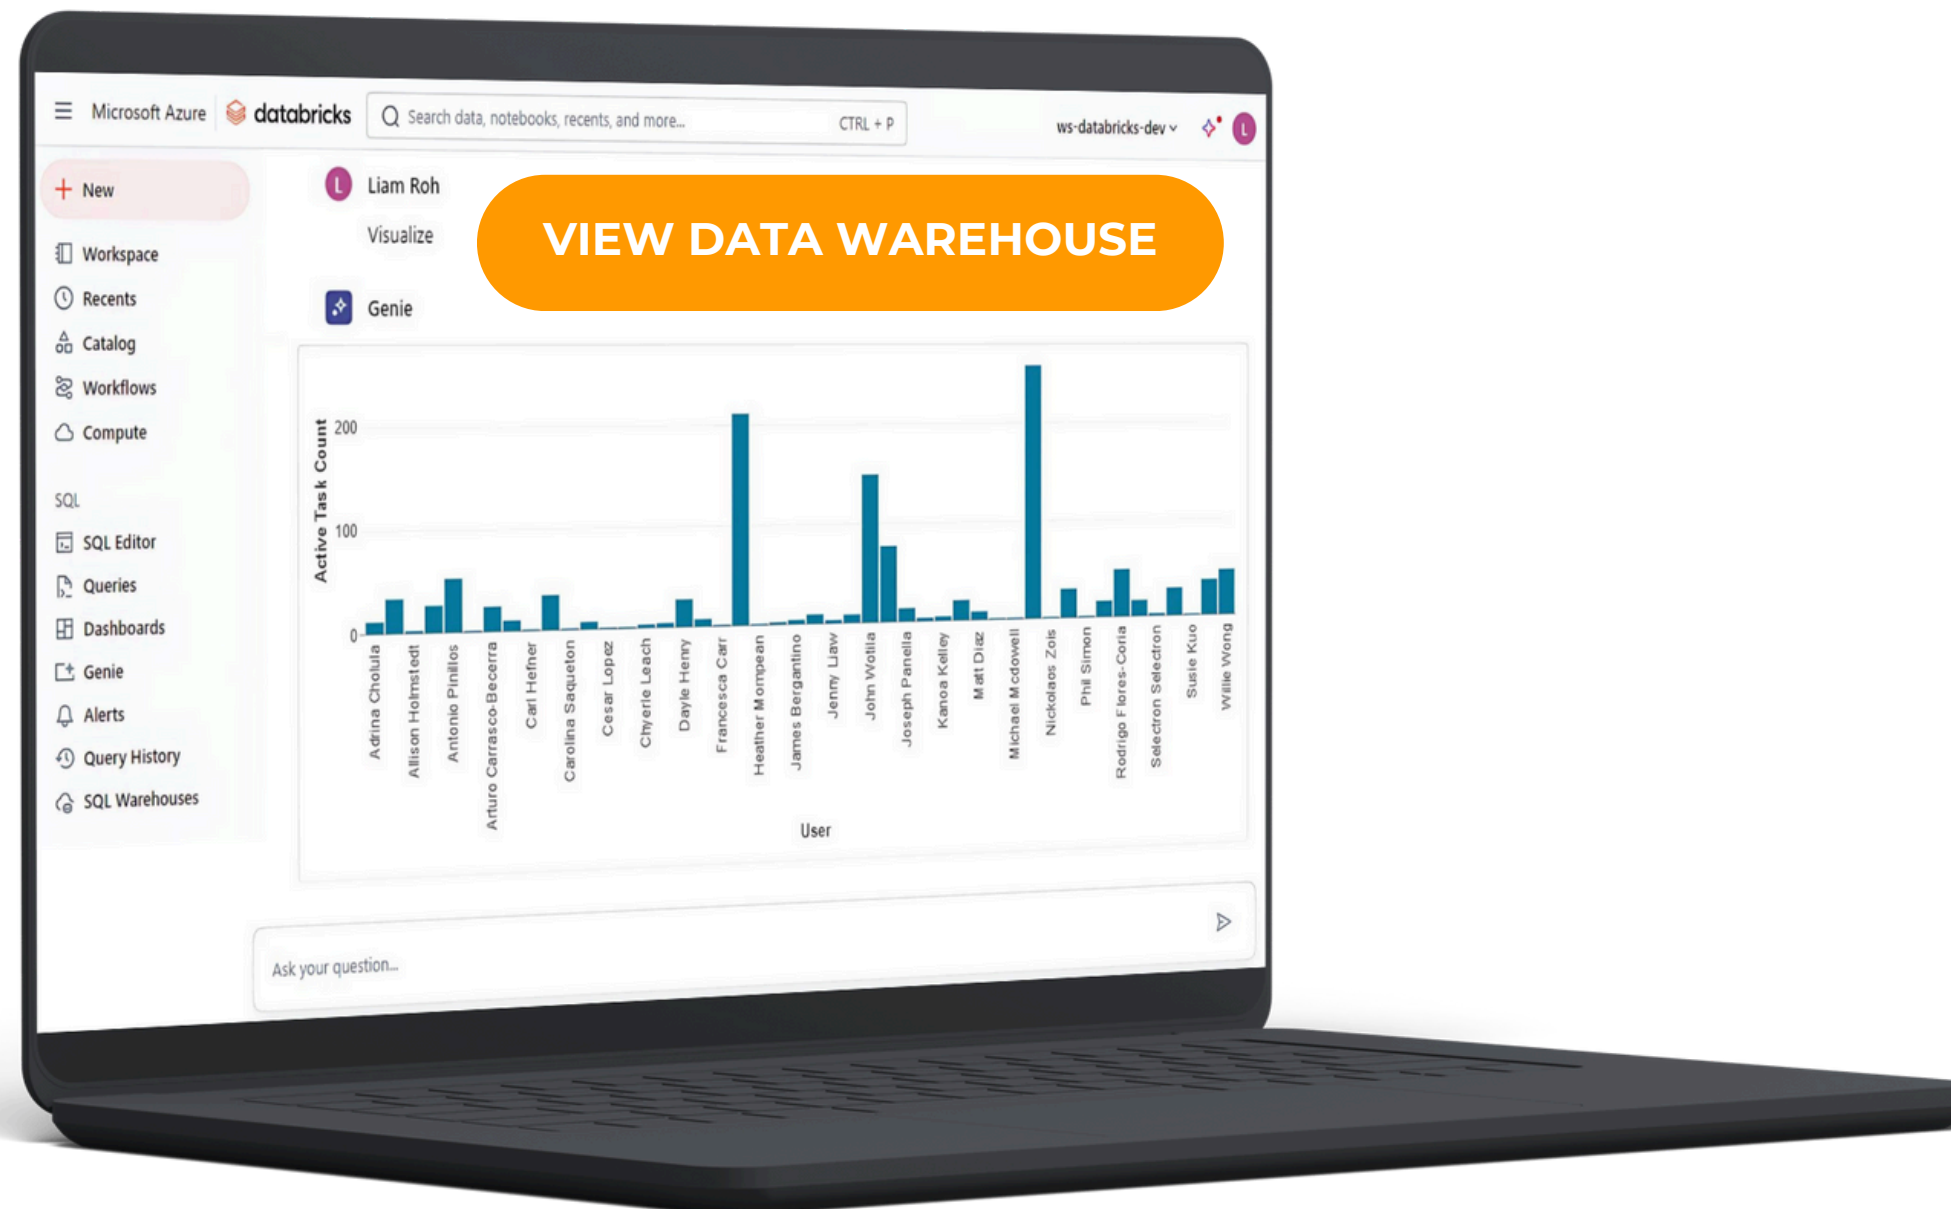 Microsoft Azure databricks Search data, notebooks, recents, and more... CTRL + P ws-databricks-dev L
New
Workspace
Recents
Catalog
Workflows
Compute
SQL
SQL Editor
Queries
Dashboards
Genie
Alerts
Query History
SQL Warehouses
L Liam Roh
Visualize
VIEW DATA WAREHOUSE
Genie
Active Task Count
200
100
0
Adrina Cholula
Allison Holmstedt
Antonio Pinillos
Arturo Carrasco-Becerra
Carl Hefner
Carolina Saqueton
Cesar Lopez
Chyerle Leach
Dayle Henry
Francesca Carr
Heather Mompean
James Bergantino
Jenny Liaw
John Wotila
Joseph Panella
Kanoa Kelley
Matt Diaz
Michael Mcdowell
Nickolaos Zois
Phil Simon
Rodrigo Flores-Coria
Selectron Selectron
Susie Kuo
Willie Wong
User
Ask your question...